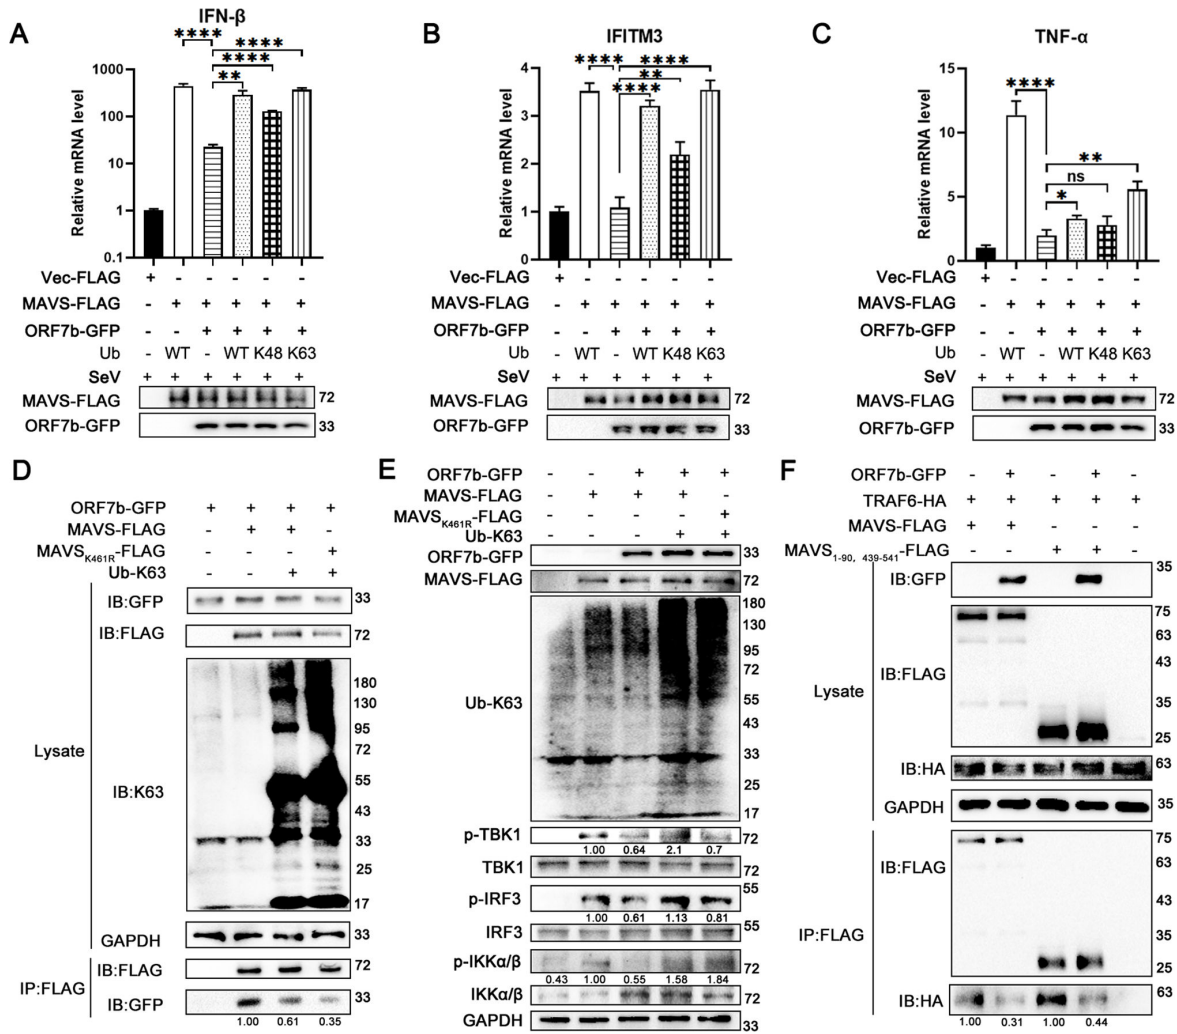 A
IFN-β
**** **** **** **
Relative mRNA level
1000
100
10
1
0.1
Vec-FLAG + - - - - -
MAVS-FLAG - + + + + +
ORF7b-GFP - - + + + +
Ub - WT - WT K48 K63
SeV + + + + + +
MAVS-FLAG 72
ORF7b-GFP 33
B
IFITM3
**** **** ** ****
Relative mRNA level
4
3
2
1
0
Vec-FLAG + - - - - -
MAVS-FLAG - + + + + +
ORF7b-GFP - - + + + +
Ub - WT - WT K48 K63
SeV + + + + + +
MAVS-FLAG 72
ORF7b-GFP 33
C
TNF-α
**** ** ns *
Relative mRNA level
15
10
5
0
Vec-FLAG + - - - - -
MAVS-FLAG - + + + + +
ORF7b-GFP - - + + + +
Ub - WT - WT K48 K63
SeV + + + + + +
MAVS-FLAG 72
ORF7b-GFP 33
D
ORF7b-GFP + + + +
MAVS-FLAG - + + -
MAVSK461R-FLAG - - - +
Ub-K63 - - + +
Lysate
IB:GFP 33
IB:FLAG 72
IB:K63
180
130
95
72
55
43
33
25
17
GAPDH 33
IP:FLAG
IB:FLAG 72
IB:GFP 33
1.00 0.61 0.35
E
ORF7b-GFP - - + + +
MAVS-FLAG - + + + -
MAVSK461R-FLAG - - - - +
Ub-K63 - - - + +
ORF7b-GFP 33
MAVS-FLAG 72
Ub-K63
180
130
95
72
55
43
33
25
17
p-TBK1 72
1.00 0.64 2.1 0.7
TBK1 72
p-IRF3 55
1.00 0.61 1.13 0.81
IRF3 55
p-IKKα/β 72
0.43 1.00 0.55 1.58 1.84
IKKα/β 72
GAPDH 33
F
ORF7b-GFP - + - + -
TRAF6-HA + + + + +
MAVS-FLAG + + - - -
MAVS1-90, 439-541-FLAG - - + + -
Lysate
IB:GFP 35
IB:FLAG
75
63
43
35
25
IB:HA 63
GAPDH 35
IP:FLAG
IB:FLAG
75
63
35
25
IB:HA 63
1.00 0.31 1.00 0.44